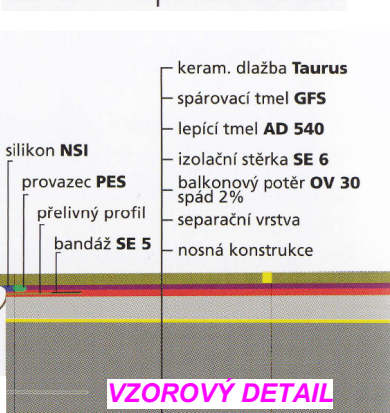 keram. dlažba Taurus
spárovací tmel GFS
lepící tmel AD 540
silikon NSI
izolační stěrka SE 6
provazec PES
balkonový potěr OV 30
spád 2%
přelivný profil
separační vrstva
bandáž SE 5
nosná konstrukce
VZOROVÝ DETAIL